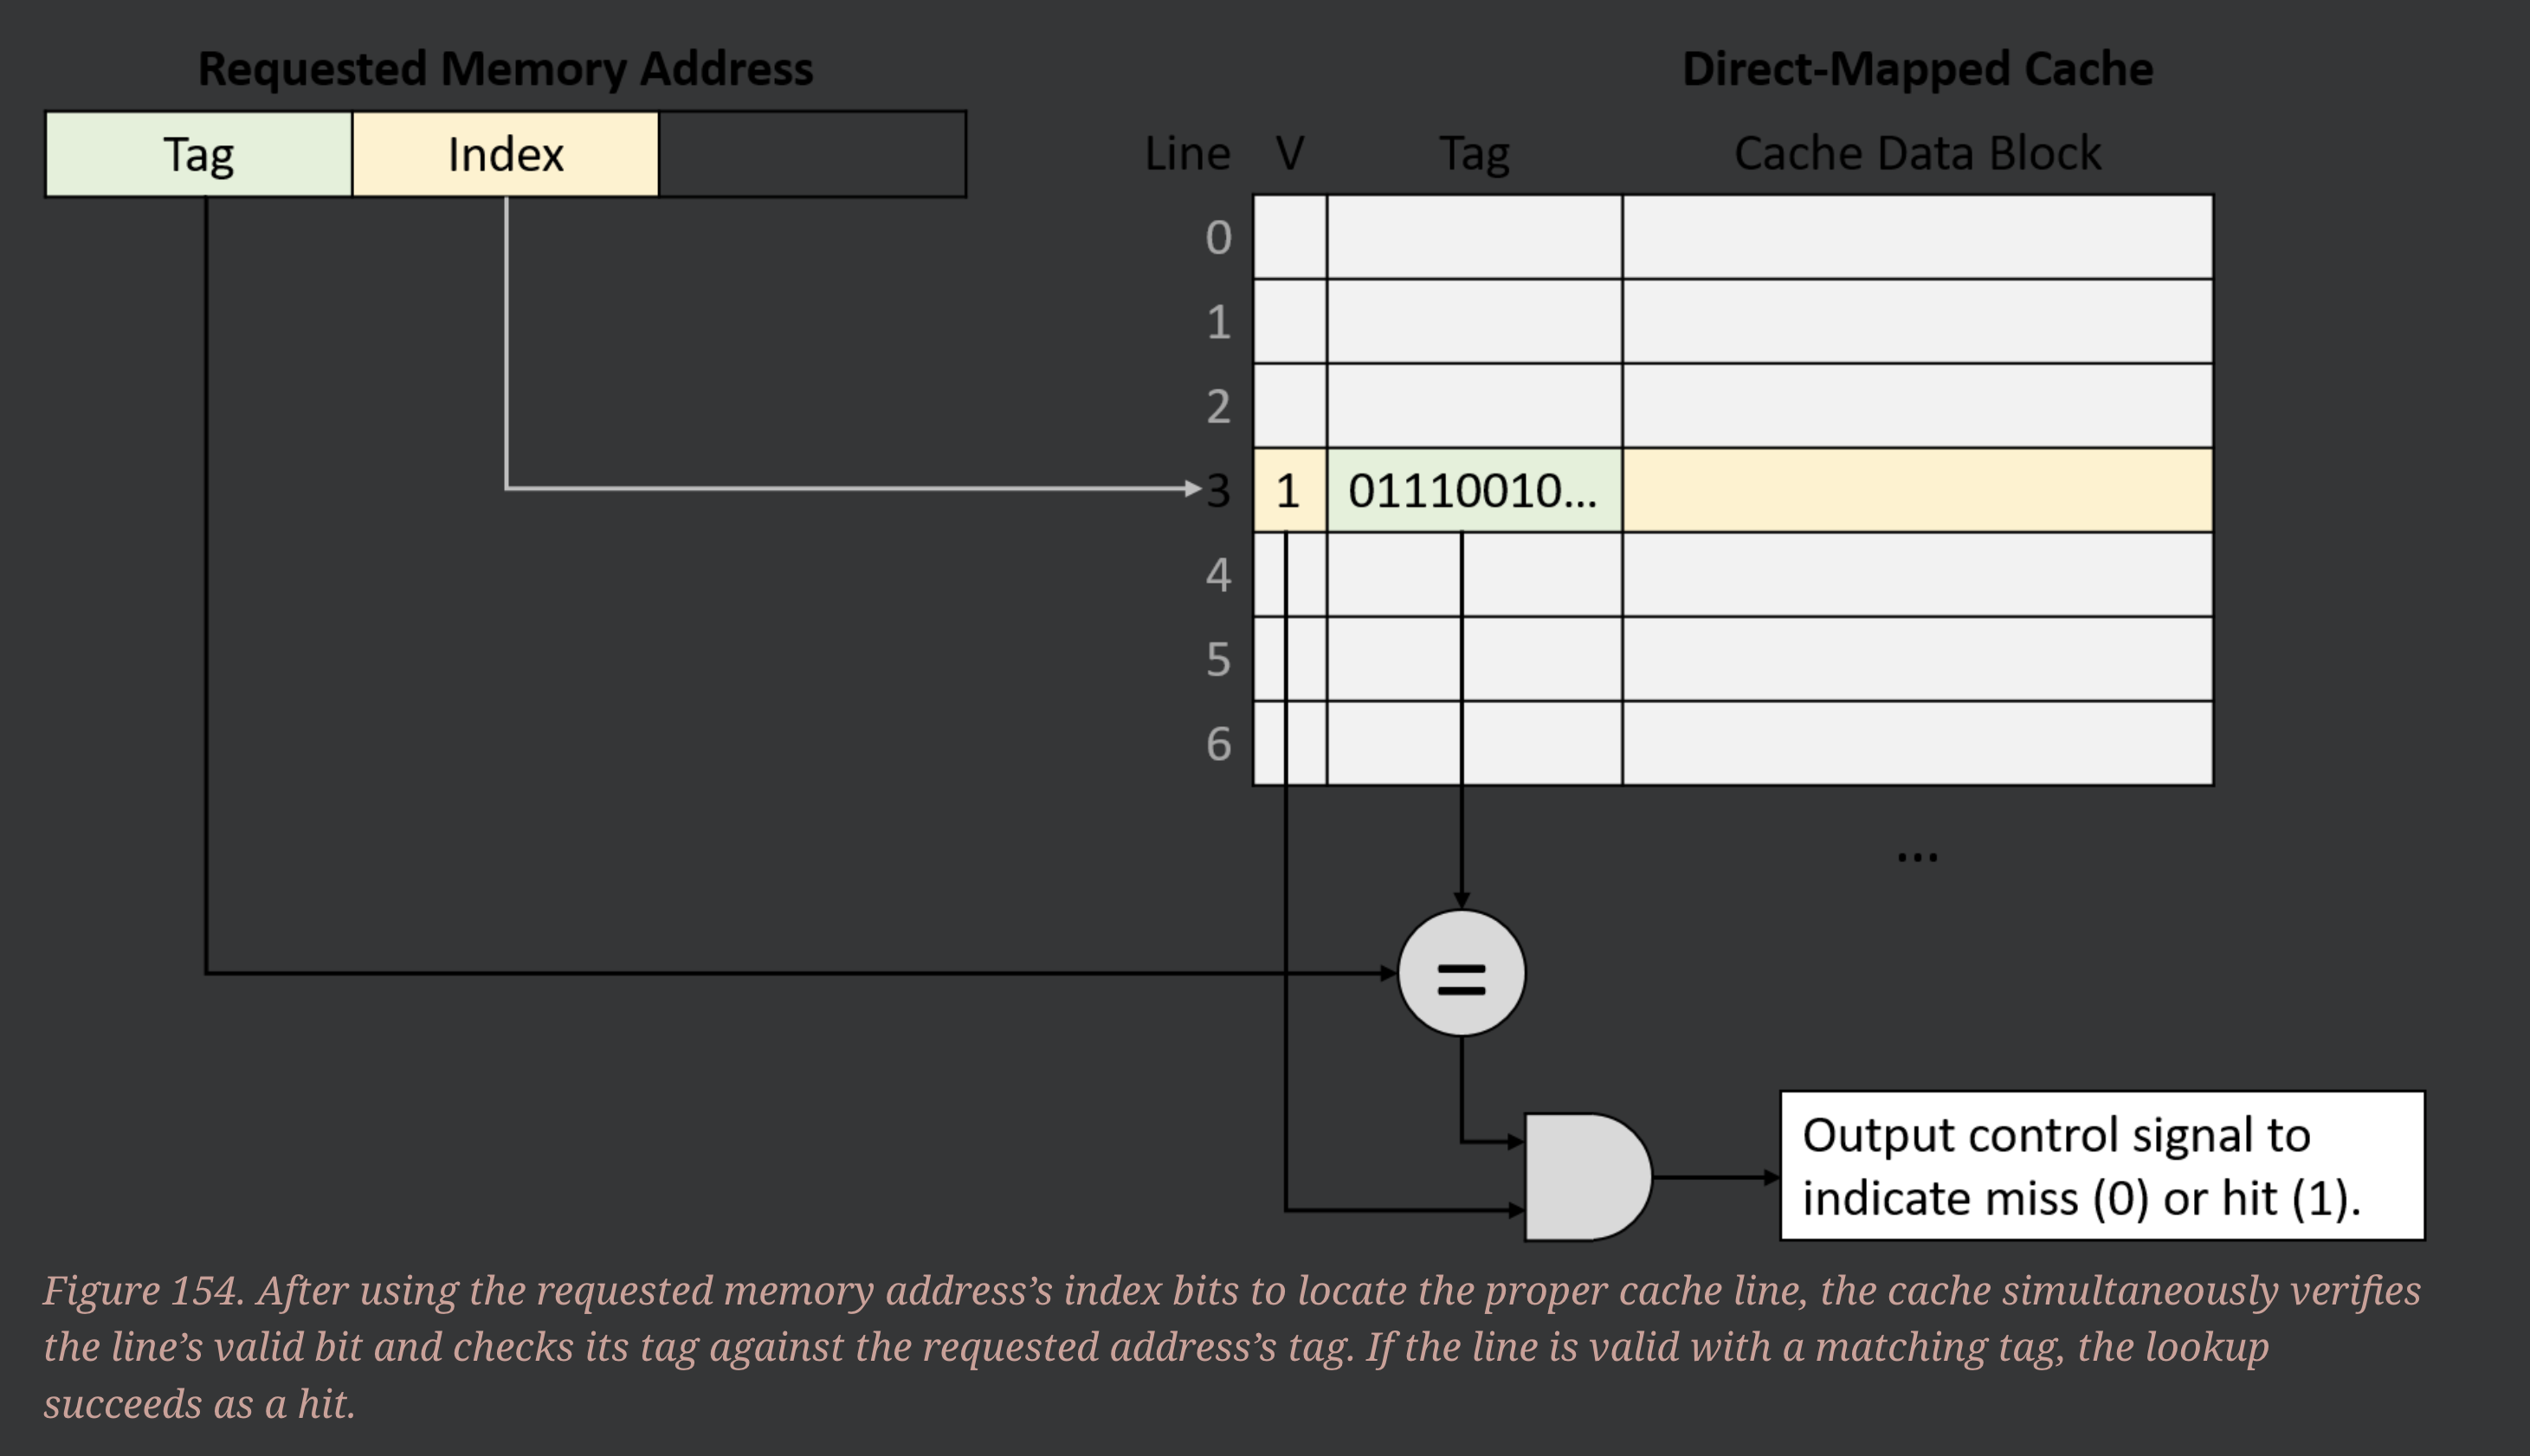 Requested Memory Address
Direct-Mapped Cache
Tag Index
Line V Tag Cache Data Block
0
1
2
3 1 01110010...
4
5
6
...
=
Output control signal to
indicate miss (0) or hit (1).
Figure 154. After using the requested memory address’s index bits to locate the proper cache line, the cache simultaneously verifies
the line’s valid bit and checks its tag against the requested address’s tag. If the line is valid with a matching tag, the lookup
succeeds as a hit.